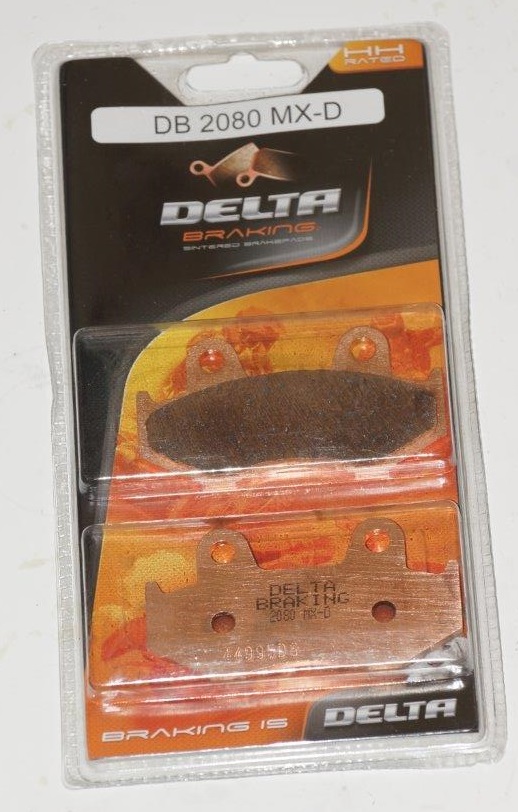 HH
RATED
DB 2080 MX-D
DELTA
BRAKING
SINTERED BRAKEPADS
DELTA
BRAKING
2080 MX-D
BRAKING IS DELTA